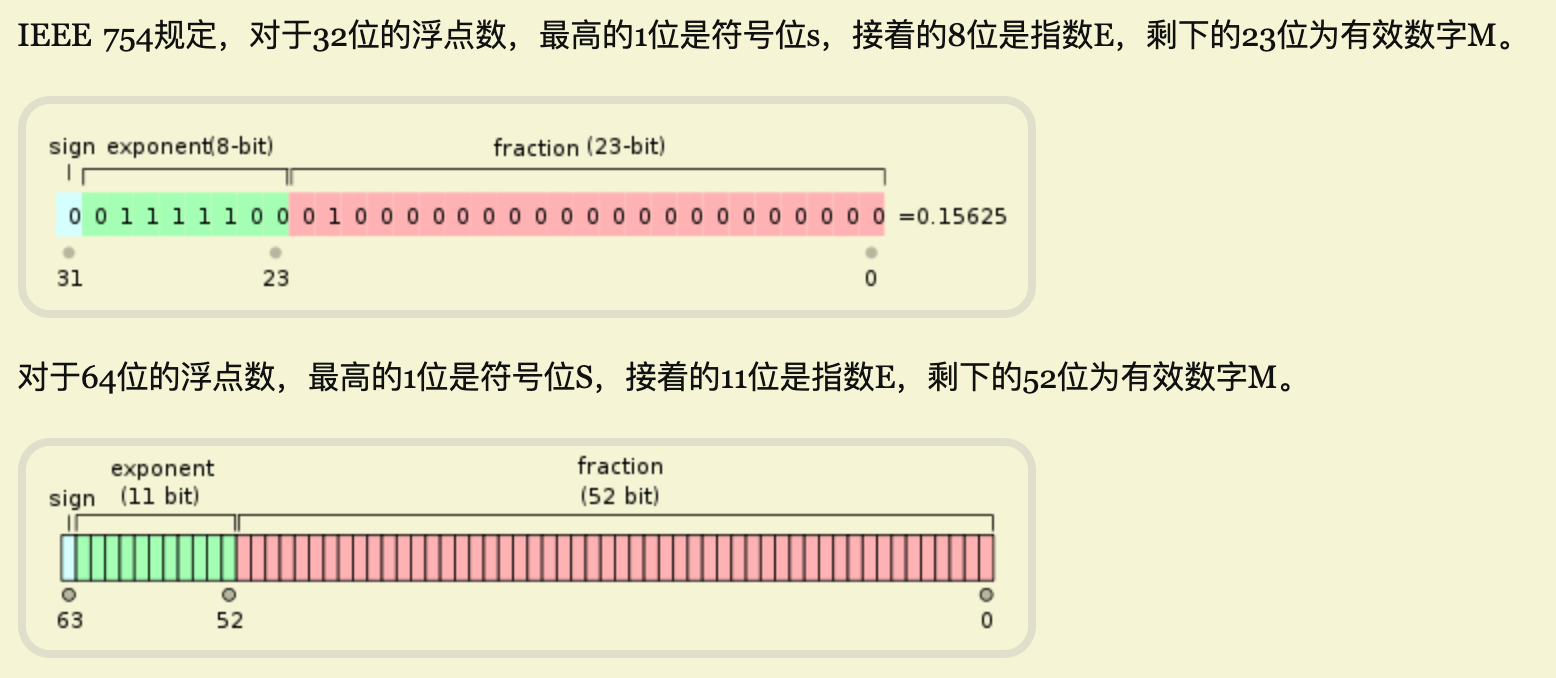 IEEE 754规定，对于32位的浮点数，最高的1位是符号位s，接着的8位是指数E，剩下的23位为有效数字M。
sign exponent(8-bit) fraction (23-bit)
0 0 1 1 1 1 1 0 0 0 1 0 0 0 0 0 0 0 0 0 0 0 0 0 0 0 0 0 0 0 0 0 =0.15625
31 23 0
对于64位的浮点数，最高的1位是符号位S，接着的11位是指数E，剩下的52位为有效数字M。
exponent fraction
sign (11 bit) (52 bit)
63 52 0